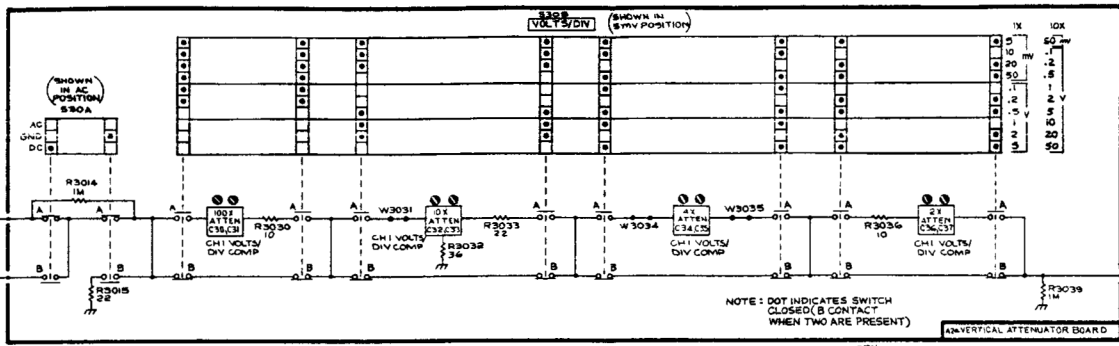 S305
VOLTS/DIV
(SHOWN IN
5MV POSITION)
1X
10X
5
10
20
50
mV
.1
.2
.5
1
2
5
V
50 mV
.1
.2
.5
1
2
5
10
20
50
V
(SHOWN
IN AC
POSITION)
S30A
AC
GND
DC
R3014
1M
A
B
R3015
22
A
B
A
B
100X
ATTEN
C30,C31
CH1 VOLTS/
DIV COMP
R3030
10
A
B
A
B
W3031
10X
ATTEN
C32,C33
CH1 VOLTS/
DIV COMP
R3032
36
R3033
22
A
B
A
B
W3034
4X
ATTEN
C34,C35
CH1 VOLTS/
DIV COMP
W3035
A
B
A
B
R3036
10
2X
ATTEN
C36,C37
CH1 VOLTS/
DIV COMP
A
B
R3039
1M
NOTE: DOT INDICATES SWITCH
CLOSED(B CONTACT
WHEN TWO ARE PRESENT)
VERTICAL ATTENUATOR BOARD